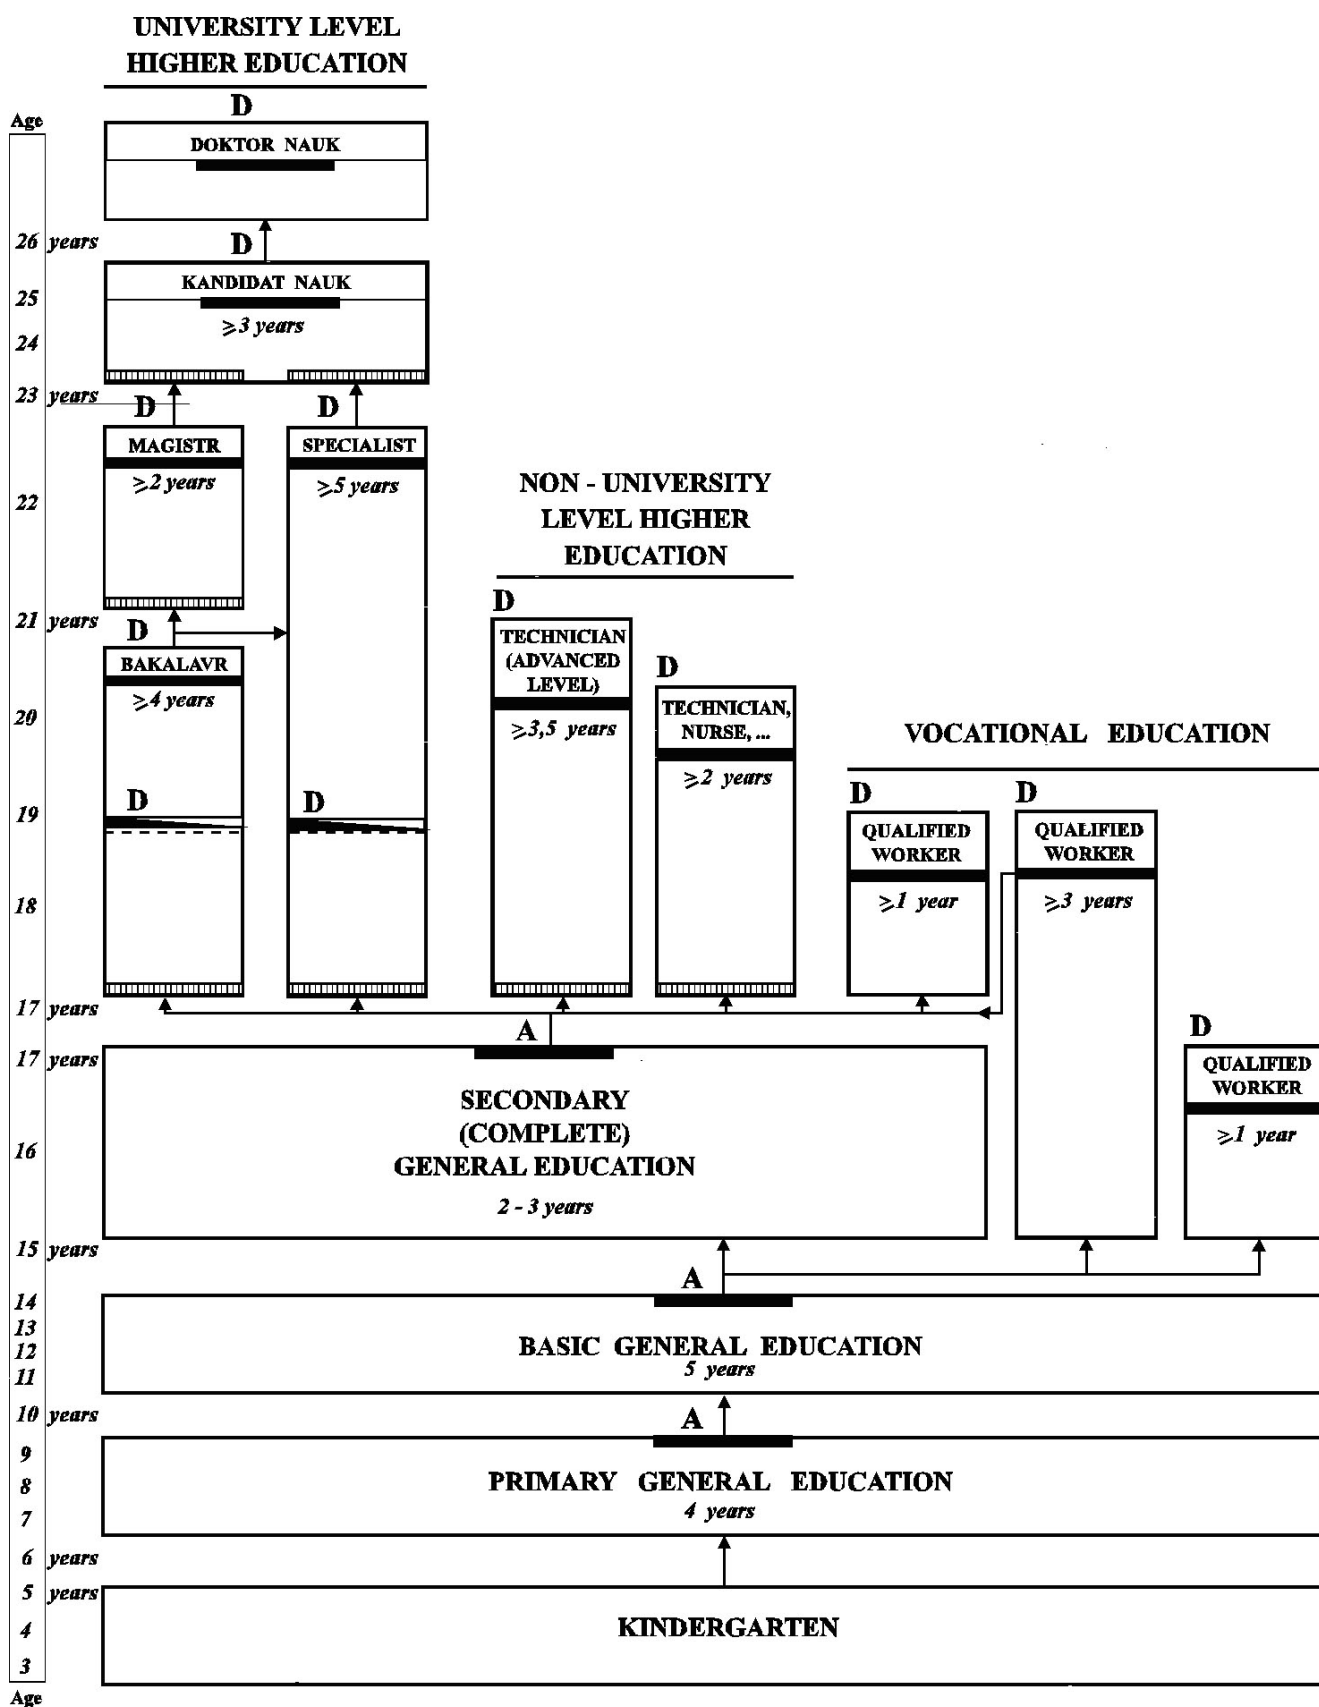 UNIVERSITY LEVEL
HIGHER EDUCATION
D
Age
DOKTOR NAUK
26 years
D
KANDIDAT NAUK
25
⩾3 years
24
23 years
D
D
MAGISTR
SPECIALIST
⩾2 years
⩾5 years
22
NON - UNIVERSITY
LEVEL HIGHER
EDUCATION
21 years
D
D
BAKALAVR
TECHNICIAN
(ADVANCED
LEVEL)
D
⩾4 years
20
⩾3,5 years
TECHNICIAN,
NURSE, ...
⩾2 years
VOCATIONAL EDUCATION
19
D
D
D
D
QUALIFIED
WORKER
QUALIFIED
WORKER
18
⩾1 year
⩾3 years
17 years
A
D
17 years
QUALIFIED
WORKER
SECONDARY
(COMPLETE)
GENERAL EDUCATION
⩾1 year
16
2 - 3 years
15 years
A
14
13
12
11
BASIC GENERAL EDUCATION
5 years
10 years
A
9
8
7
PRIMARY GENERAL EDUCATION
4 years
6 years
5 years
KINDERGARTEN
4
3
Age